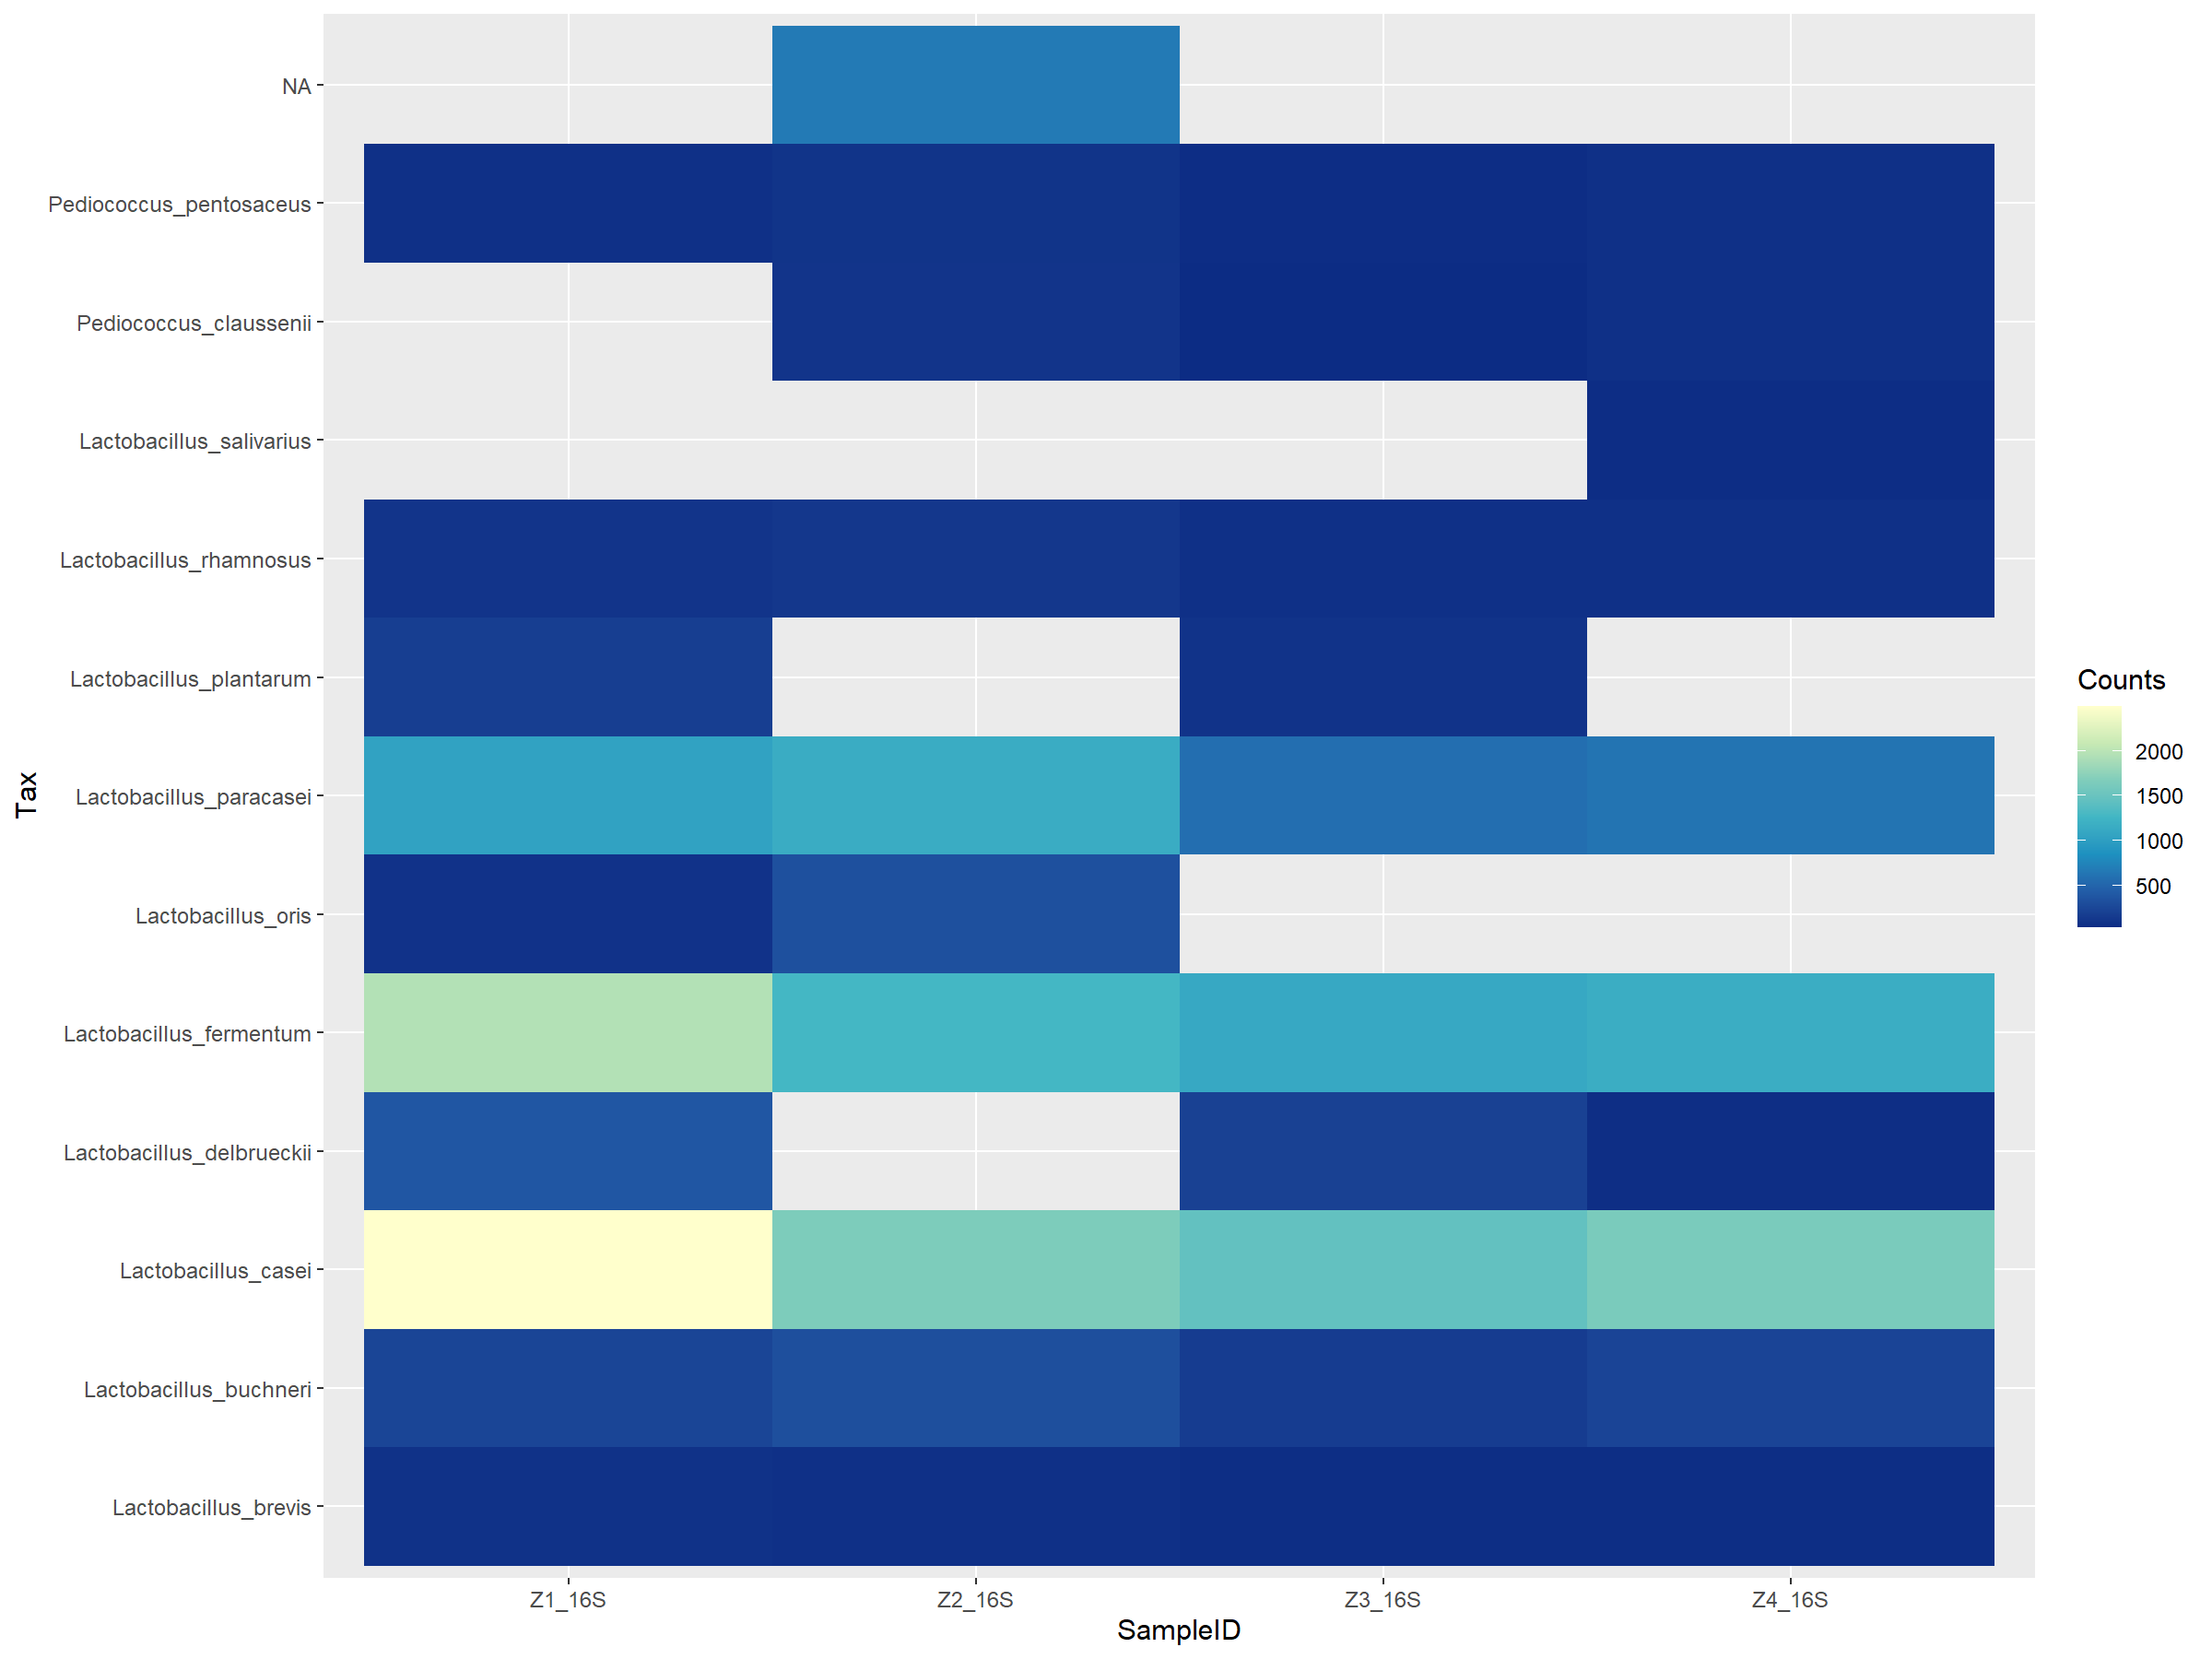 NA
Pediococcus_pentosaceus
Pediococcus_claussenii
Lactobacillus_salivarius
Lactobacillus_rhamnosus
Lactobacillus_plantarum
Lactobacillus_paracasei
Lactobacillus_oris
Lactobacillus_fermentum
Lactobacillus_delbrueckii
Lactobacillus_casei
Lactobacillus_buchneri
Lactobacillus_brevis
Tax
Z1_16S Z2_16S Z3_16S Z4_16S
SampleID
Counts
2000
1500
1000
500